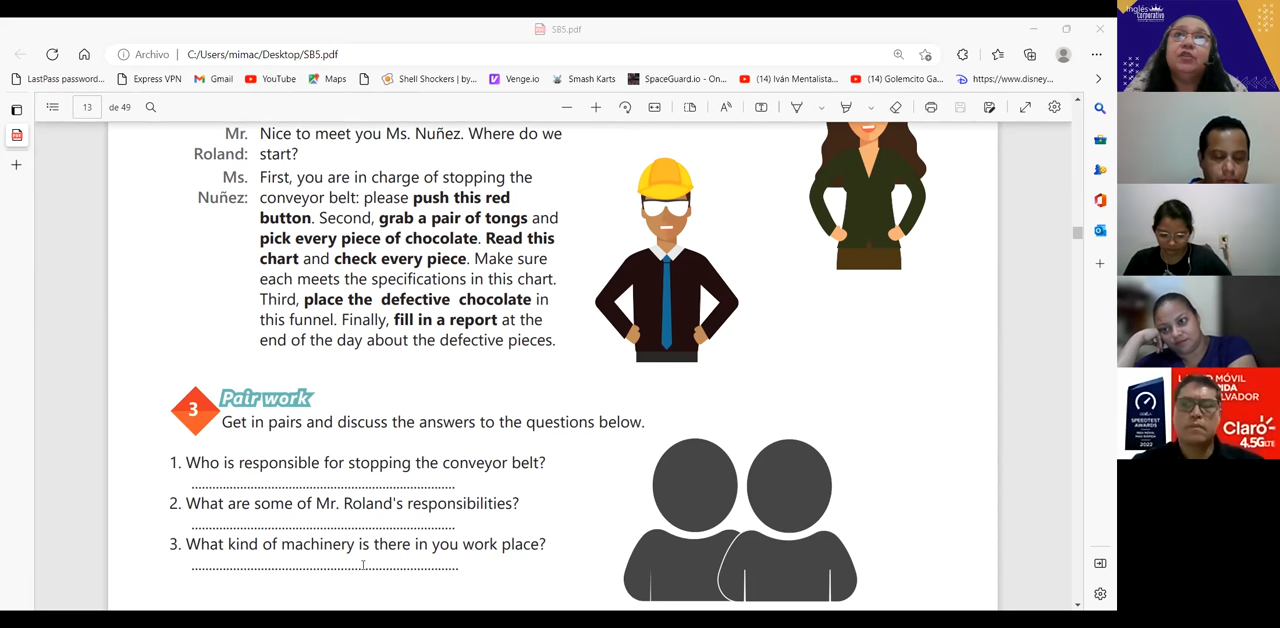 SB5.pdf
Archivo | C:/Users/mimac/Desktop/SB5.pdf
LastPass password... Express VPN Gmail YouTube Maps Shell Shockers | by... Venge.io Smash Karts SpaceGuard.io - On... (14) Iván Mentalista... (14) Golemcito Ga... https://www.disney...
13 de 49
Mr. Nice to meet you Ms. Nuñez. Where do we
Roland: start?
Ms. First, you are in charge of stopping the
Nuñez: conveyor belt: please push this red
button. Second, grab a pair of tongs and
pick every piece of chocolate. Read this
chart and check every piece. Make sure
each meets the specifications in this chart.
Third, place the defective chocolate in
this funnel. Finally, fill in a report at the
end of the day about the defective pieces.
3 Pair work
Get in pairs and discuss the answers to the questions below.
1. Who is responsible for stopping the conveyor belt?
2. What are some of Mr. Roland's responsibilities?
3. What kind of machinery is there in you work place?
Inglés
Corporativo
MÓVIL
SALVADOR
SPEEDTEST
AWARDS
2022
Claro
4.5G LTE